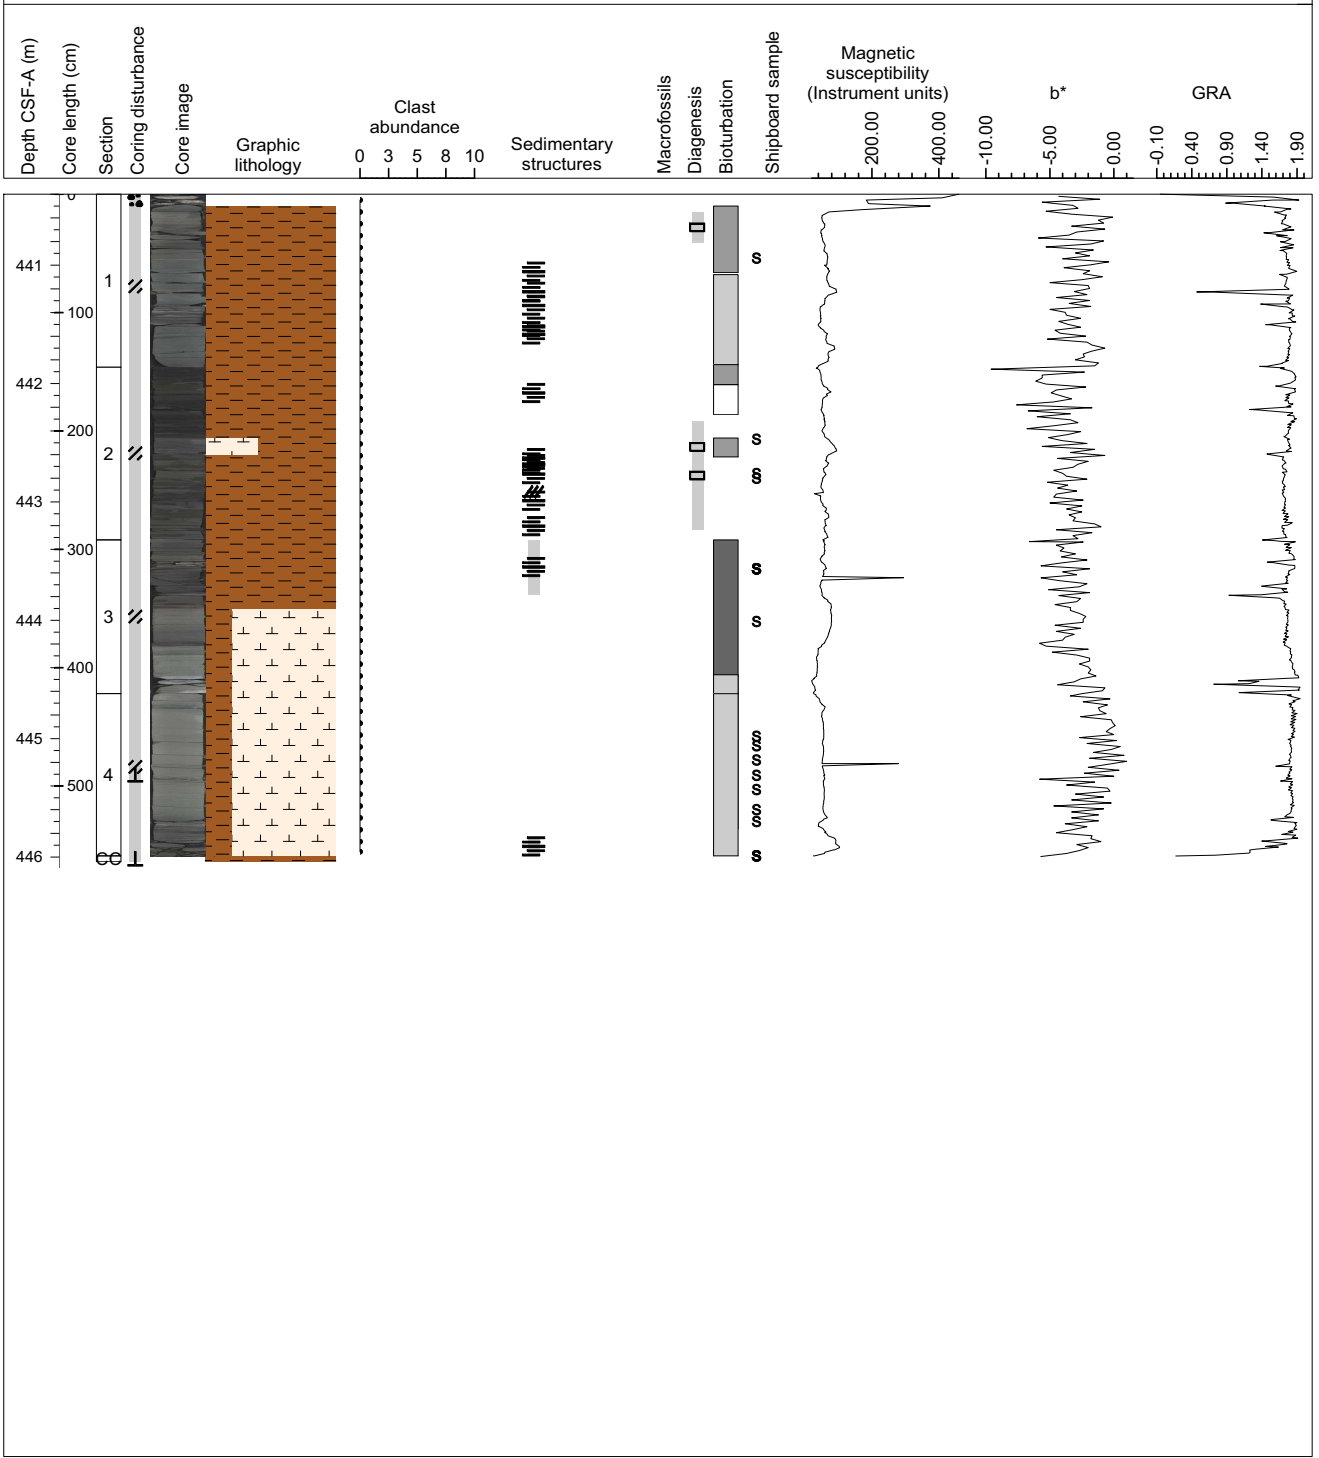 Depth CSF-A (m)
Core length (cm)
Section
Coring disturbance
Core image
Graphic
lithology
Clast
abundance
0 3 5 8 10
Sedimentary
structures
Macrofossils
Diagenesis
Bioturbation
Shipboard sample
Magnetic
susceptibility
(Instrument units)
2000.00 4000.00
b*
-10.00 -5.00 0.00
GRA
-0.10 0.40 0.90 1.40 1.90
0
S
441
1
100
442
200
S
2
S
S
443
300
S
S
444
3
S
400
S
445
S
S
4
S
500
S
S
S
446
CC
S
S